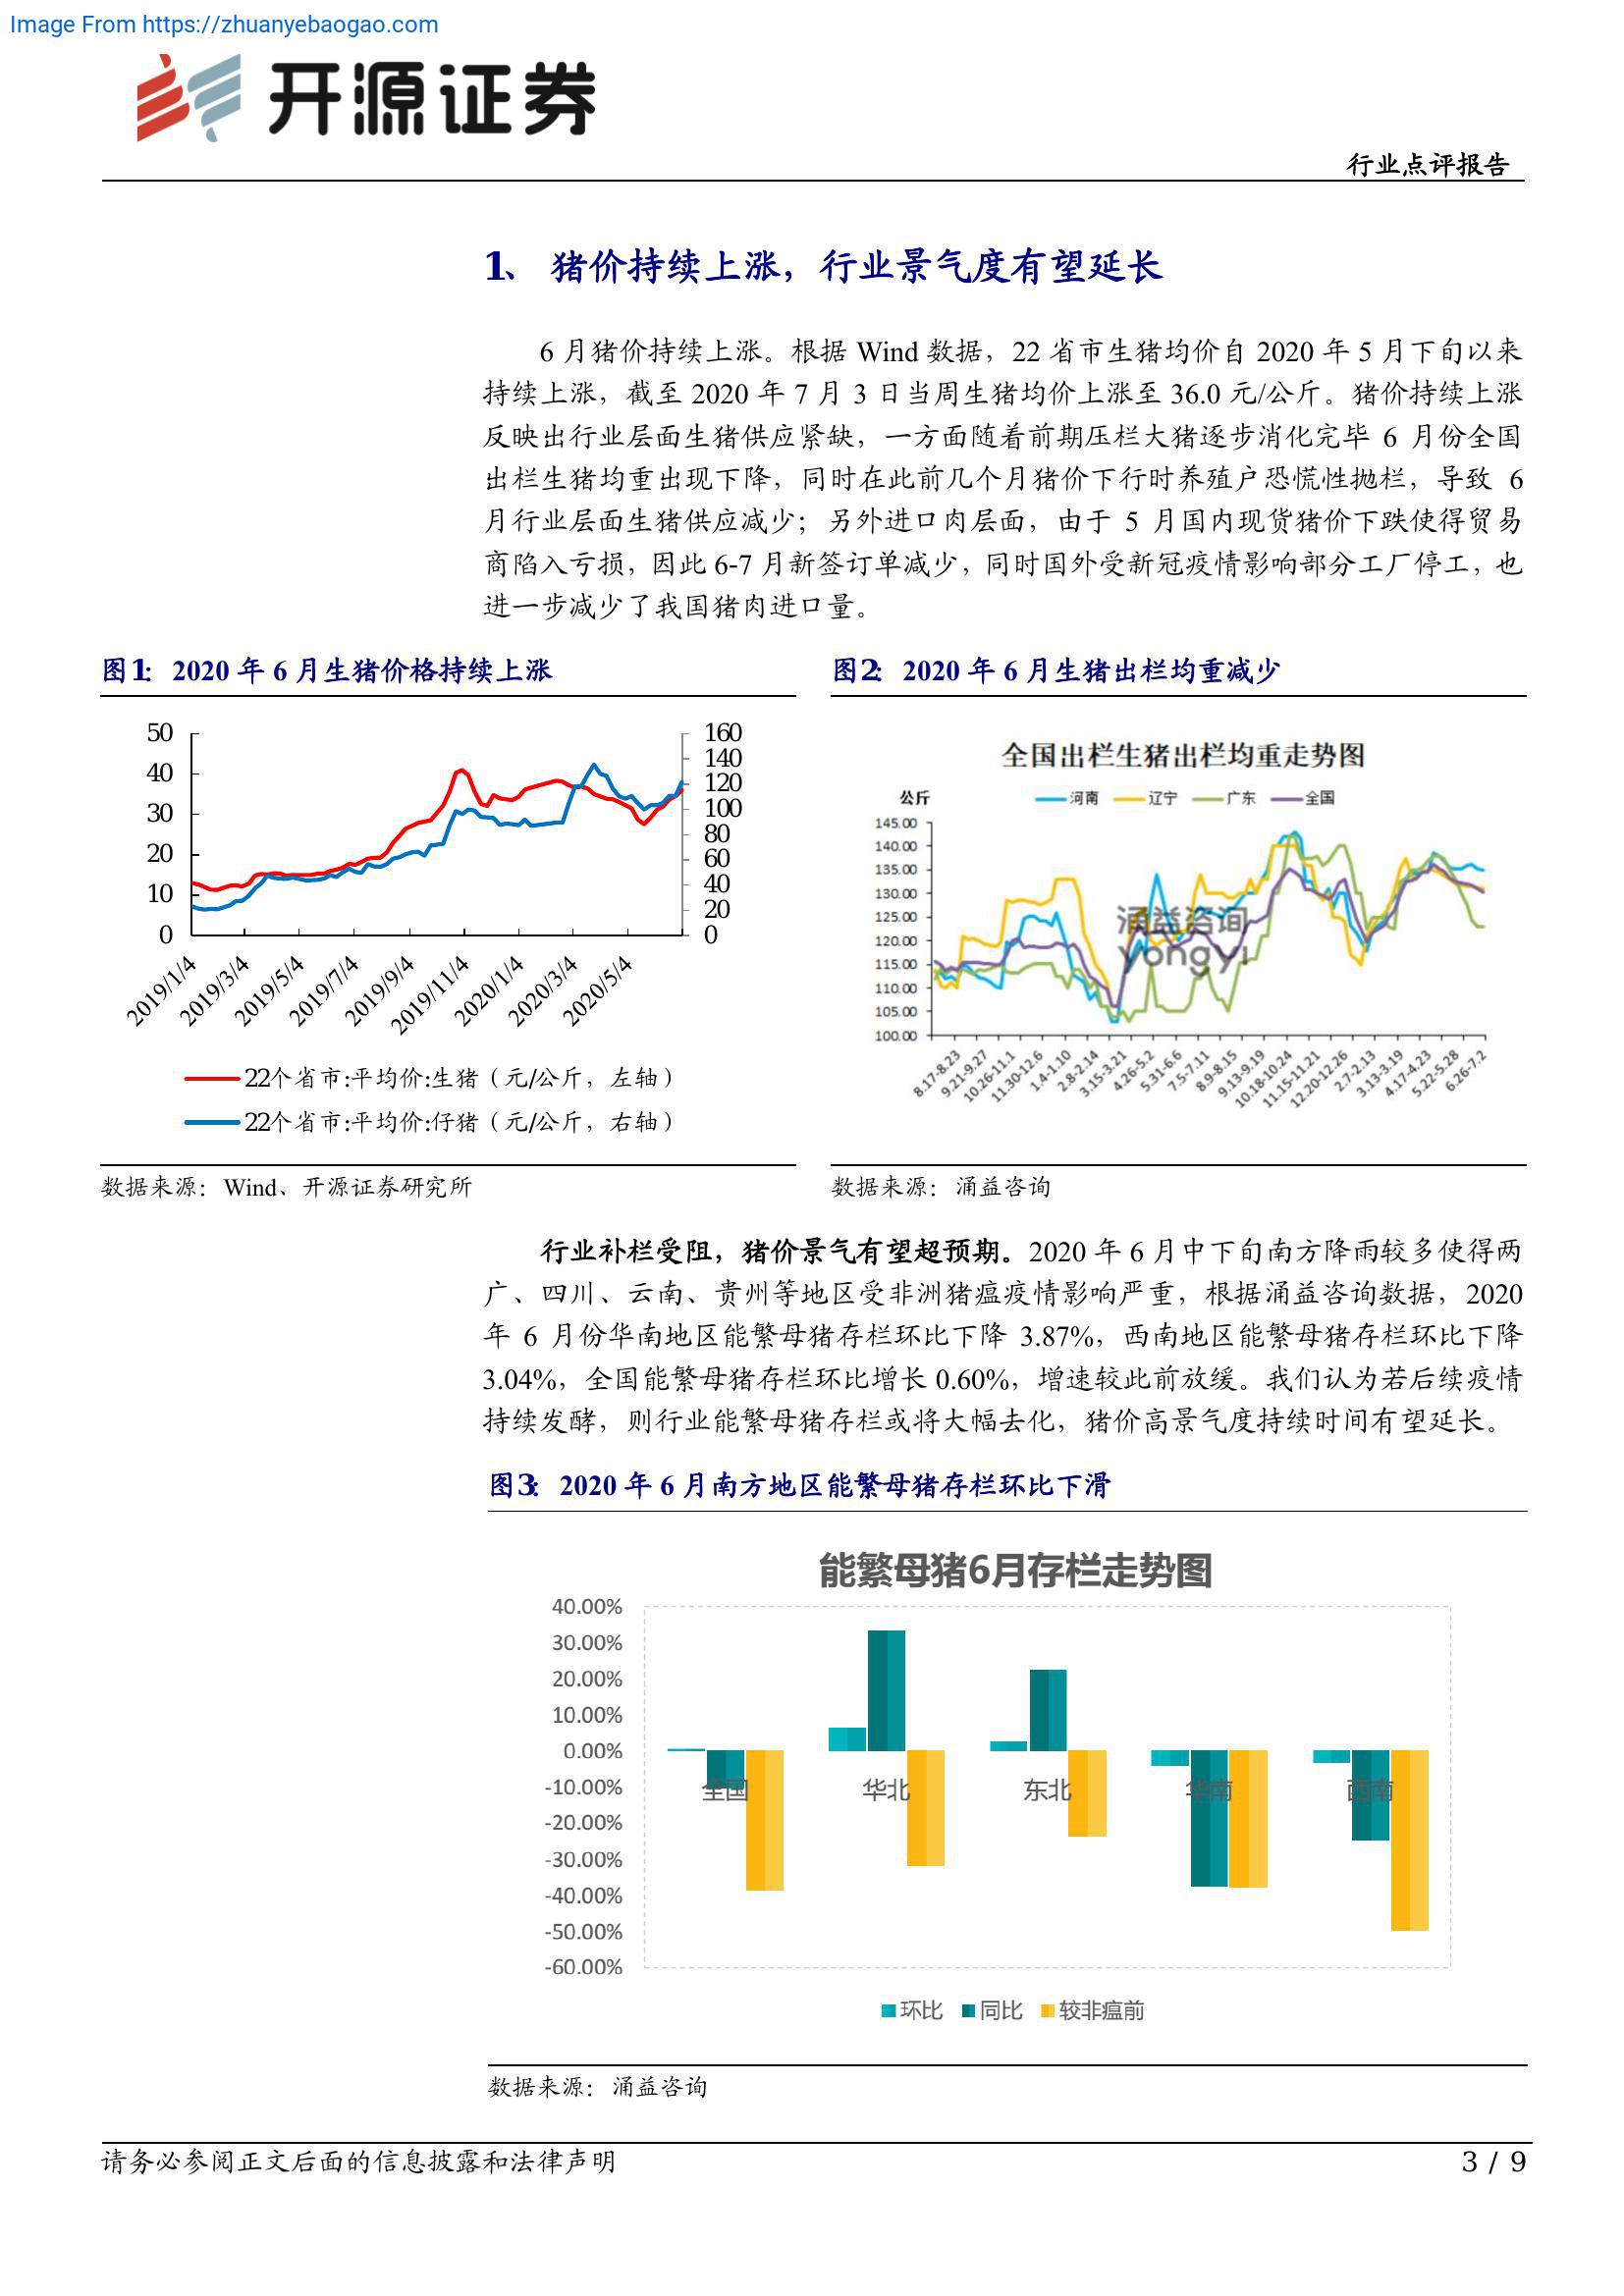 Image From https://zhuanyebaogao.com
开源证券
行业点评报告
1、 猪价持续上涨，行业景气度有望延长
6 月猪价持续上涨。根据 Wind 数据，22 省市生猪均价自 2020 年 5 月下旬以来
持续上涨，截至 2020 年 7 月 3 日当周生猪均价上涨至 36.0 元/公斤。猪价持续上涨
反映出行业层面生猪供应紧缺，一方面随着前期压栏大猪逐步消化完毕 6 月份全国
出栏生猪均重出现下降，同时在此前几个月猪价下行时养殖户恐慌性抛栏，导致 6
月行业层面生猪供应减少；另外进口肉层面，由于 5 月国内现货猪价下跌使得贸易
商陷入亏损，因此 6-7 月新签订单减少，同时国外受新冠疫情影响部分工厂停工，也
进一步减少了我国猪肉进口量。
图1： 2020 年 6 月生猪价格持续上涨
50
40
30
20
10
0
160
140
120
100
80
60
40
20
0
2019/1/4
2019/3/4
2019/5/4
2019/7/4
2019/9/4
2019/11/4
2020/1/4
2020/3/4
2020/5/4
22个省市:平均价:生猪（元/公斤，左轴）
22个省市:平均价:仔猪（元/公斤，右轴）
数据来源：Wind、开源证券研究所
图2： 2020 年 6 月生猪出栏均重减少
全国出栏生猪出栏均重走势图
公斤
河南 辽宁 广东 全国
145.00
140.00
135.00
130.00
125.00
120.00
115.00
110.00
105.00
100.00
涌益咨询
Yongyi
8.17-8.23
9.21-9.27
10.26-11.1
11.30-12.6
1.4-1.10
2.8-2.14
3.15-3.21
4.26-5.2
5.31-6.6
7.5-7.11
8.9-8.15
9.13-9.19
10.18-10.24
11.15-11.21
12.20-12.26
2.7-2.13
3.13-3.19
4.17-4.23
5.22-5.28
6.26-7.2
数据来源：涌益咨询
行业补栏受阻，猪价景气有望超预期。2020 年 6 月中下旬南方降雨较多使得两
广、四川、云南、贵州等地区受非洲猪瘟疫情影响严重，根据涌益咨询数据，2020
年 6 月份华南地区能繁母猪存栏环比下降 3.87%，西南地区能繁母猪存栏环比下降
3.04%，全国能繁母猪存栏环比增长 0.60%，增速较此前放缓。我们认为若后续疫情
持续发酵，则行业能繁母猪存栏或将大幅去化，猪价高景气度持续时间有望延长。
图3： 2020 年 6 月南方地区能繁母猪存栏环比下滑
能繁母猪6月存栏走势图
40.00%
30.00%
20.00%
10.00%
0.00%
-10.00%
-20.00%
-30.00%
-40.00%
-50.00%
-60.00%
全国 华北 东北 华南 西南
环比 同比 较非瘟前
数据来源：涌益咨询
请务必参阅正文后面的信息披露和法律声明
3 / 9